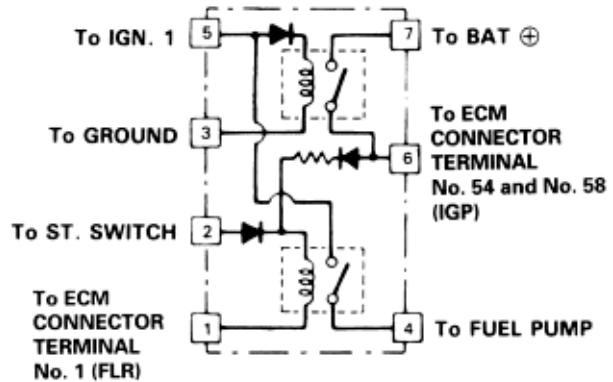 To IGN. 1
5
7
To BAT ⊕
To GROUND
3
To ECM
CONNECTOR
TERMINAL
No. 54 and No. 58
(IGP)
6
To ST. SWITCH
2
To ECM
CONNECTOR
TERMINAL
No. 1 (FLR)
1
4
To FUEL PUMP